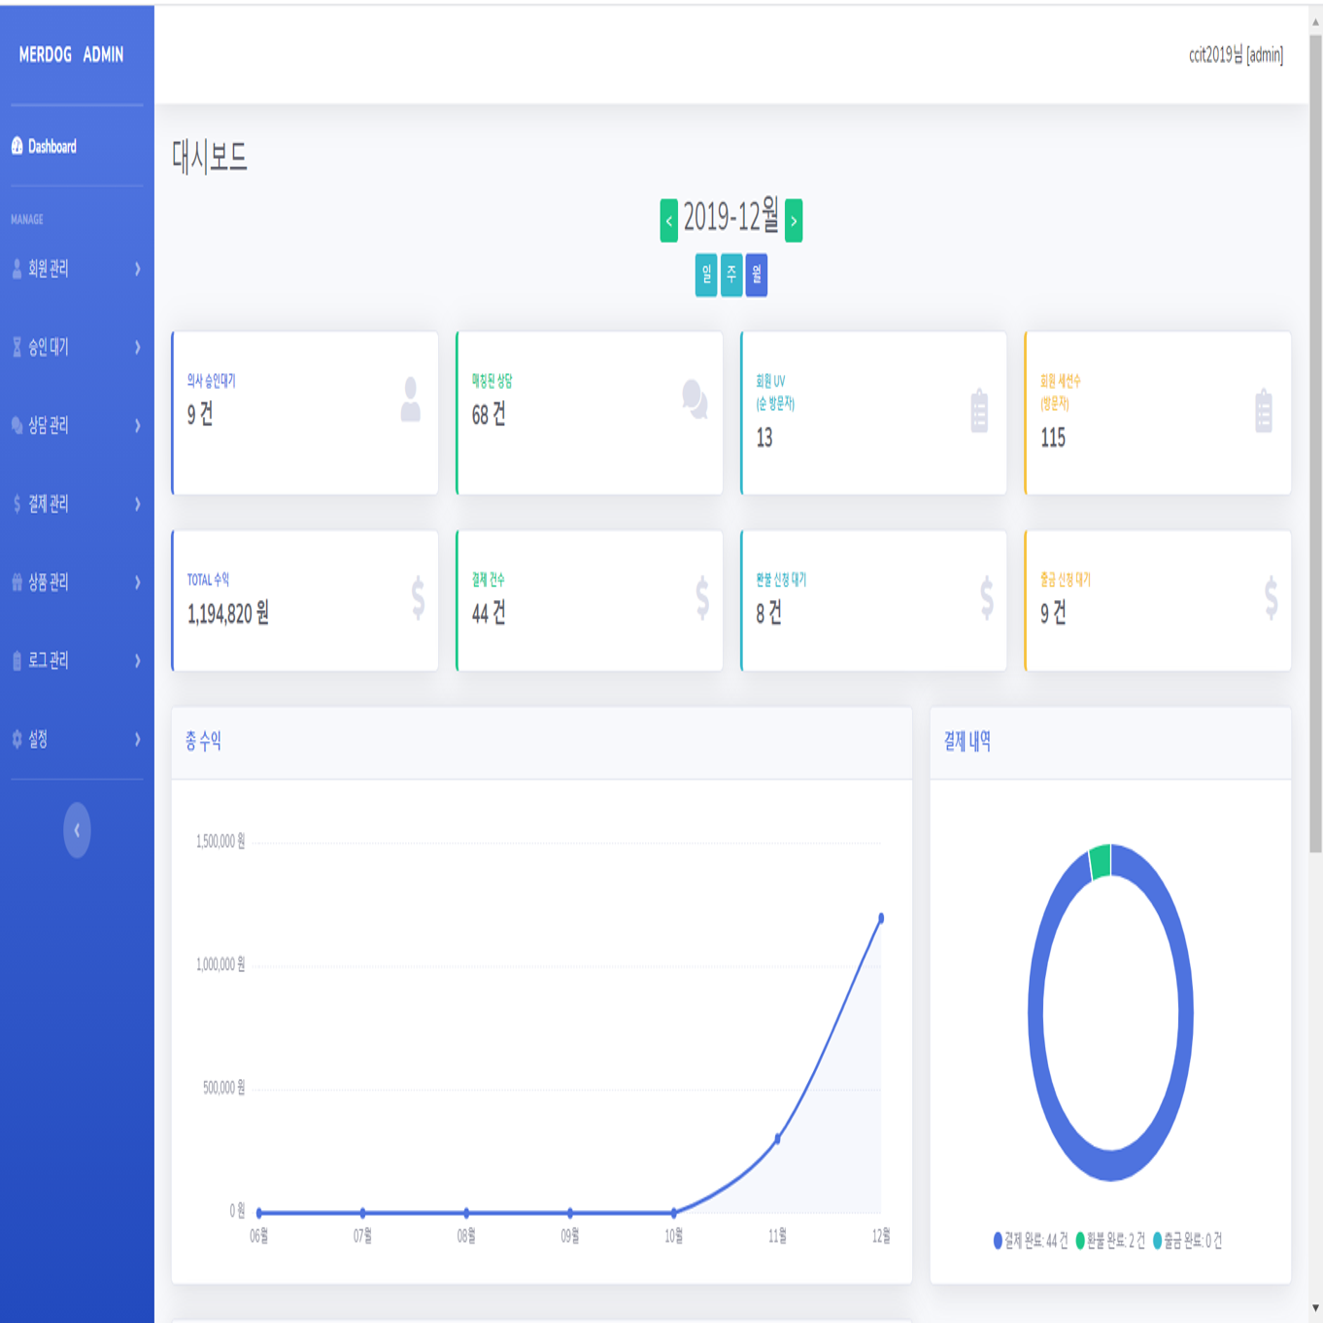 MERDOG ADMIN
ccit2019님 [admin]
Dashboard
MANAGE
회원 관리
승인 대기
상담 관리
결제 관리
상품 관리
로그 관리
설정
대시보드
2019-12월
일 주 월
의사 승인대기
9 건
매칭된 상담
68 건
회원 UV
(순 방문자)
13
회원 세션수
(방문자)
115
TOTAL 수익
1,194,820 원
결제 건수
44 건
환불 신청 대기
8 건
출금 신청 대기
9 건
총 수익
1,500,000 원
1,000,000 원
500,000 원
0 원
06월 07월 08월 09월 10월 11월 12월
결제 내역
결제 완료: 44 건 환불 완료: 2 건 출금 완료: 0 건